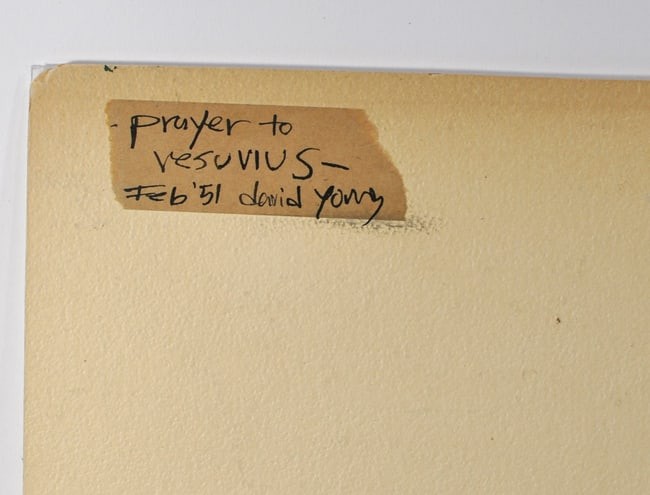 - prayer to
vesuvius -
Feb '51 david young